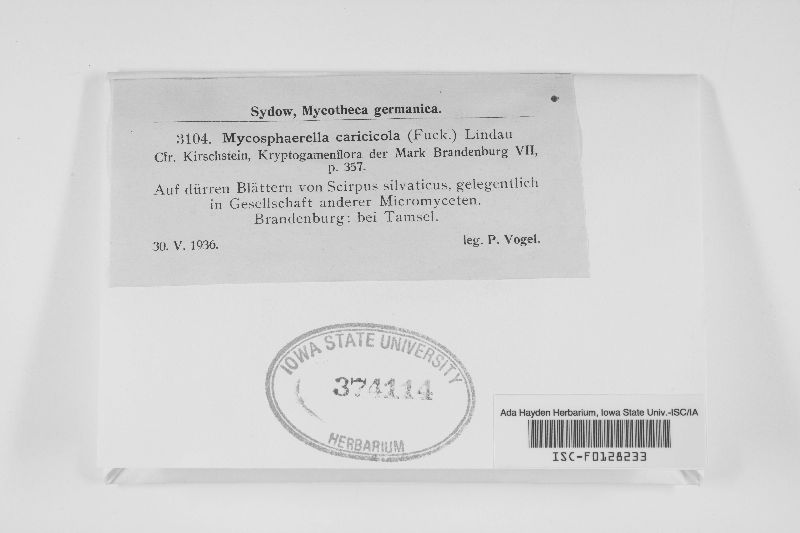 Sydow, Mycotheca germanica.
3104. Mycosphaerella caricicola (Fuck.) Lindau
Cfr. Kirschstein, Kryptogamenflora der Mark Brandenburg VII,
p. 357.
Auf dürren Blättern von Scirpus silvaticus, gelegentlich
in Gesellschaft anderer Micromyceten.
Brandenburg: bei Tamsel.
30. V. 1936. leg. P. Vogel.
IOWA STATE UNIVERSITY
374114
HERBARIUM
Ada Hayden Herbarium, Iowa State Univ.-ISC/IA
ISC-F0128233